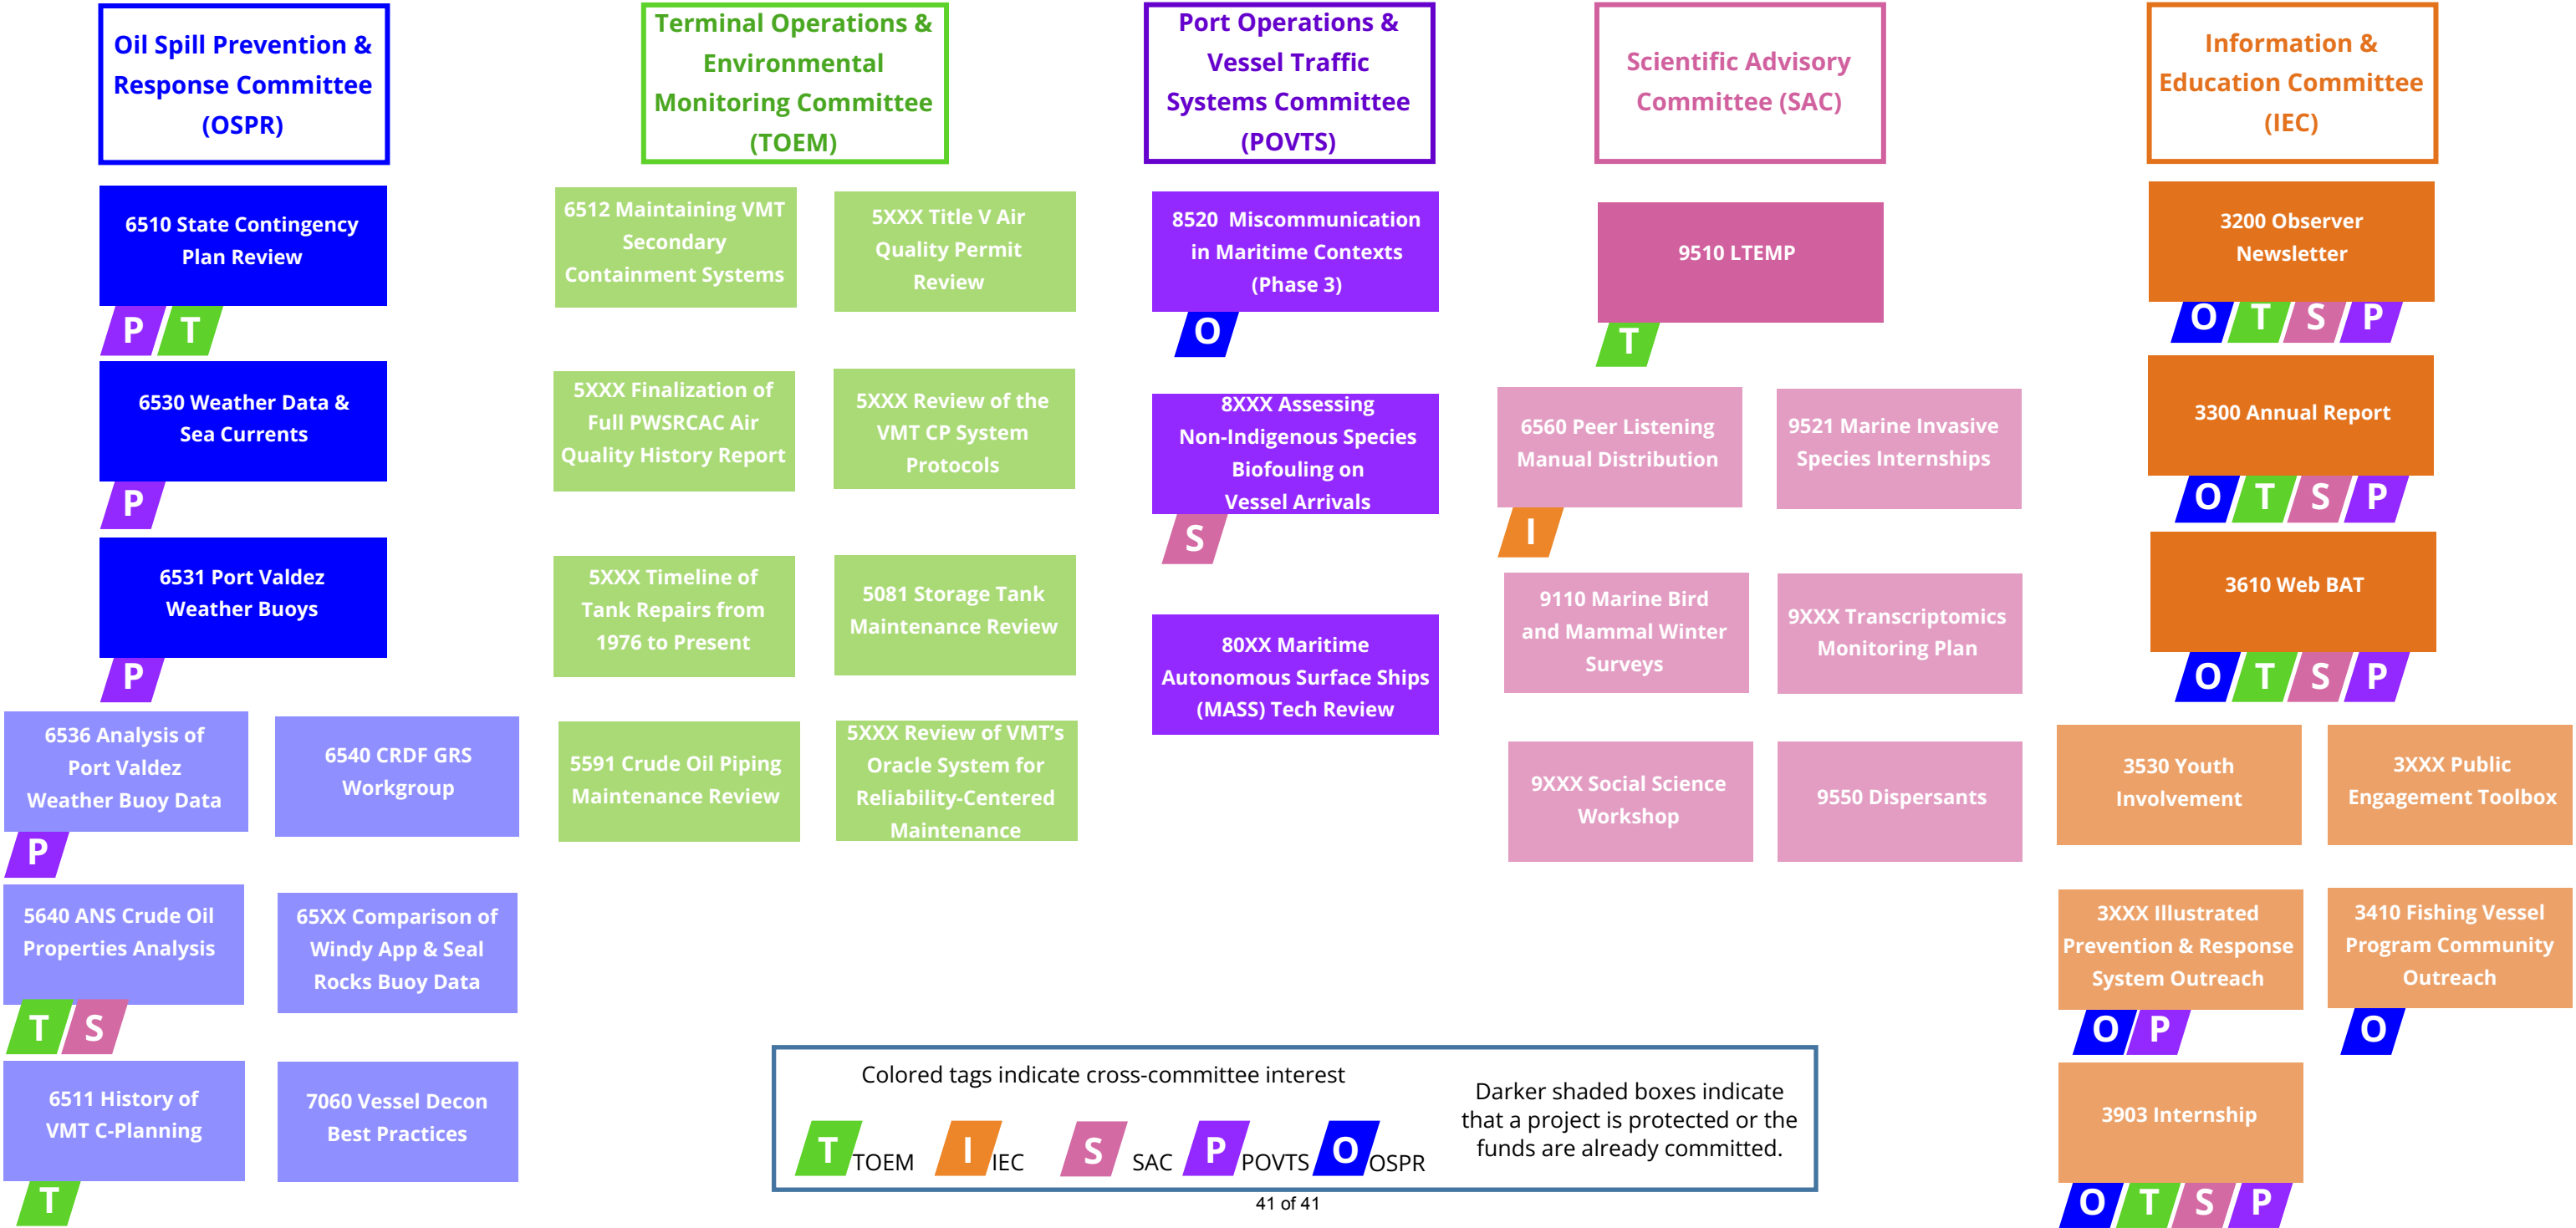 Oil Spill Prevention &
Response Committee
(OSPR)
6510 State Contingency
Plan Review
P T
6530 Weather Data &
Sea Currents
P
6531 Port Valdez
Weather Buoys
P
6536 Analysis of
Port Valdez
Weather Buoy Data
P
6540 CRDF GRS
Workgroup
5640 ANS Crude Oil
Properties Analysis
T S
65XX Comparison of
Windy App & Seal
Rocks Buoy Data
6511 History of
VMT C-Planning
T
7060 Vessel Decon
Best Practices
Terminal Operations &
Environmental
Monitoring Committee
(TOEM)
6512 Maintaining VMT
Secondary
Containment Systems
5XXX Title V Air
Quality Permit
Review
5XXX Finalization of
Full PWSRCAC Air
Quality History Report
5XXX Review of the
VMT CP System
Protocols
5XXX Timeline of
Tank Repairs from
1976 to Present
5081 Storage Tank
Maintenance Review
5591 Crude Oil Piping
Maintenance Review
5XXX Review of VMT’s
Oracle System for
Reliability-Centered
Maintenance
Port Operations &
Vessel Traffic
Systems Committee
(POVTS)
8520 Miscommunication
in Maritime Contexts
(Phase 3)
O
8XXX Assessing
Non-Indigenous Species
Biofouling on
Vessel Arrivals
S
80XX Maritime
Autonomous Surface Ships
(MASS) Tech Review
Scientific Advisory
Committee (SAC)
9510 LTEMP
T
6560 Peer Listening
Manual Distribution
I
9521 Marine Invasive
Species Internships
9110 Marine Bird
and Mammal Winter
Surveys
9XXX Transcriptomics
Monitoring Plan
9XXX Social Science
Workshop
9550 Dispersants
Information &
Education Committee
(IEC)
3200 Observer
Newsletter
O T S P
3300 Annual Report
O T S P
3610 Web BAT
O T S P
3530 Youth
Involvement
3XXX Public
Engagement Toolbox
3XXX Illustrated
Prevention & Response
System Outreach
O P
3410 Fishing Vessel
Program Community
Outreach
O
3903 Internship
O T S P
Colored tags indicate cross-committee interest
T TOEM I IEC S SAC P POVTS O OSPR
Darker shaded boxes indicate
that a project is protected or the
funds are already committed.
41 of 41